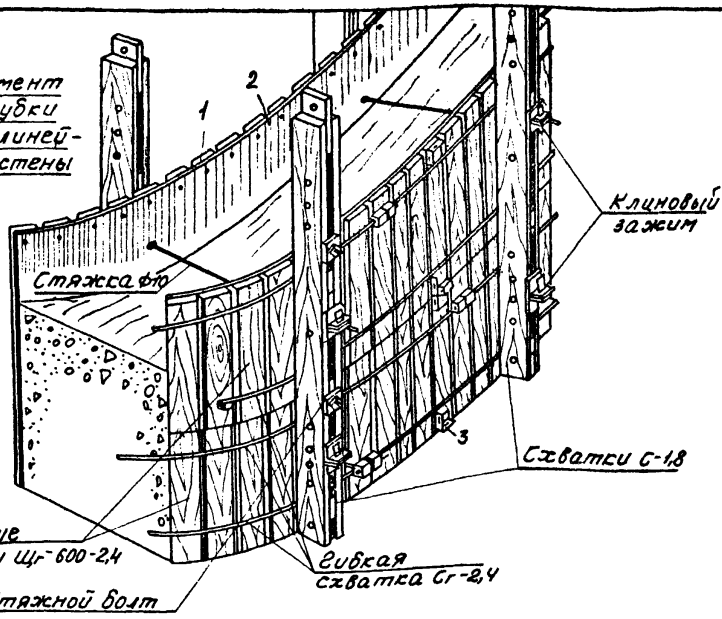 мент
убки
линей-
стены
1
2
Клиновый
зажим
Стяжка ф10
3
Схватки С-1,8
ие
и Щг-600-2,4
Гибкая
схватка Сг-2,4
тяжной болт